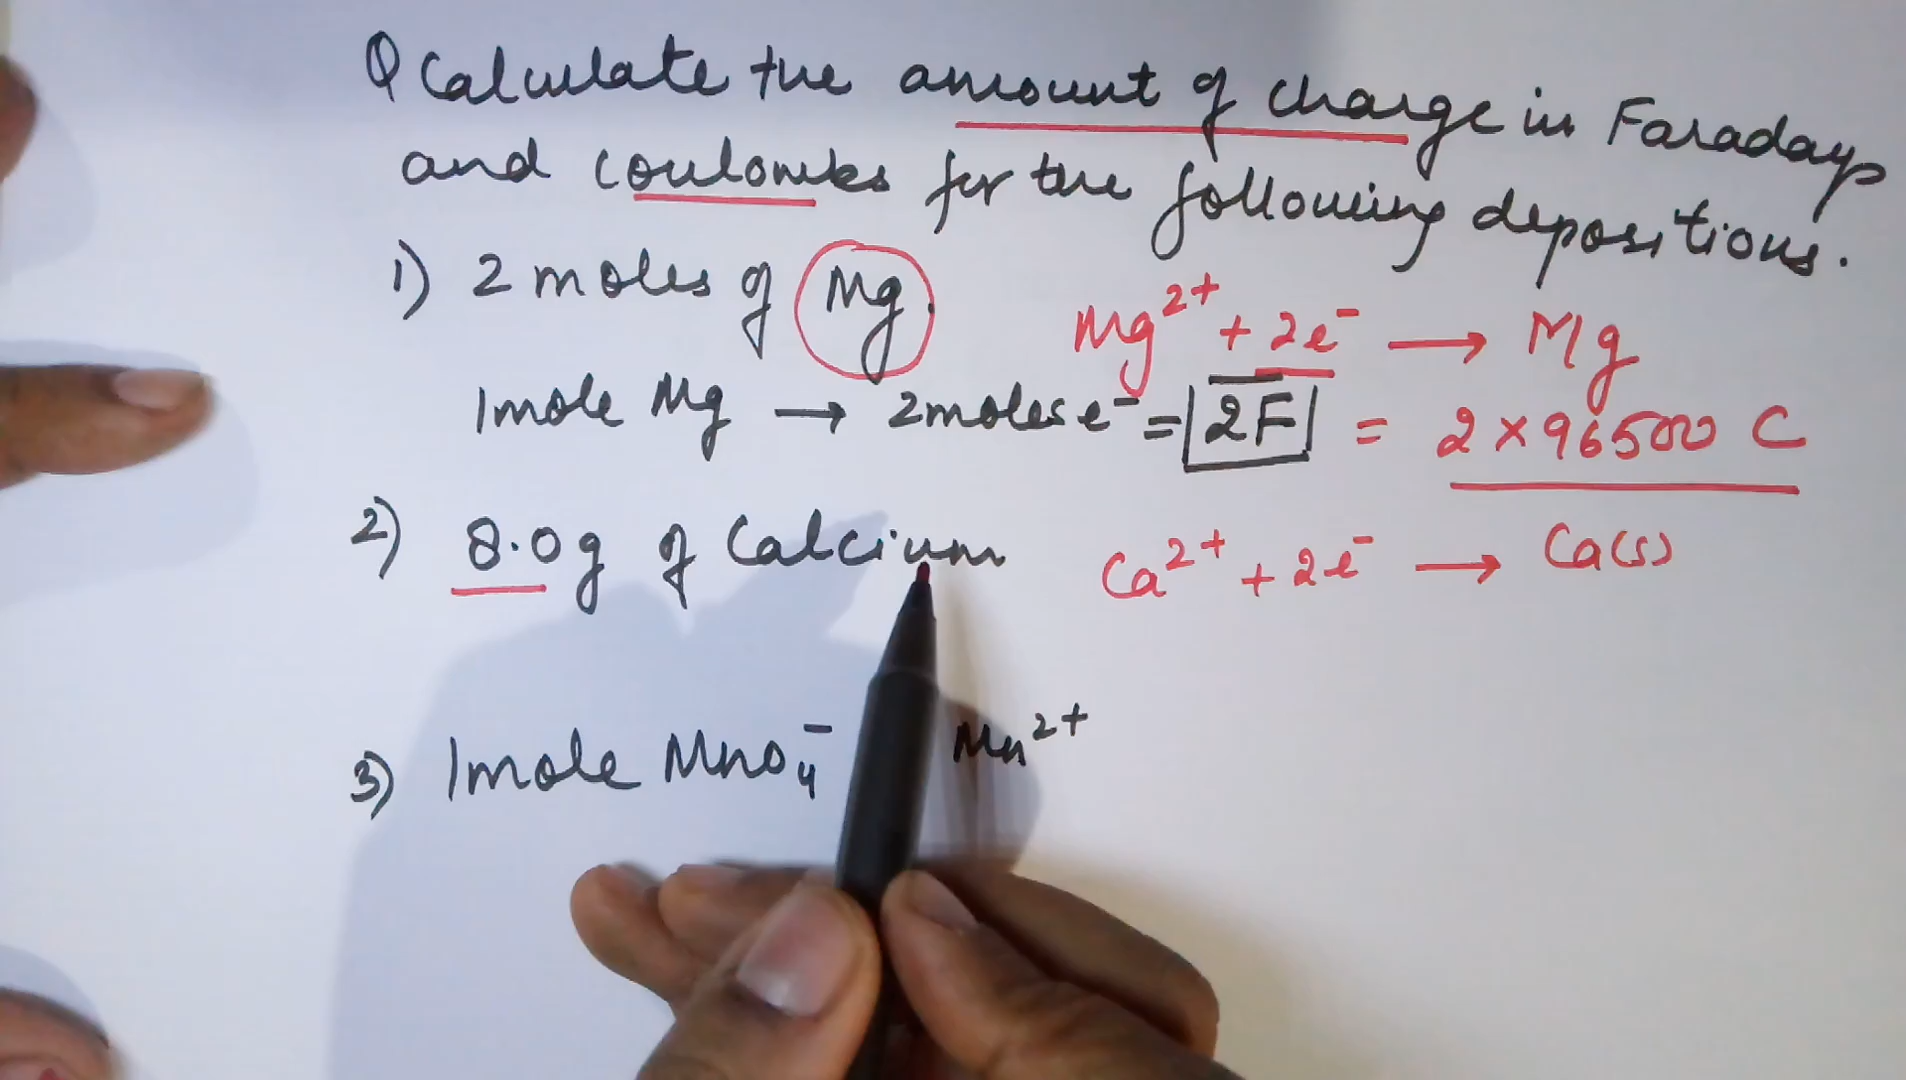 Q Calculate the amount of charge in Faradays
and coulombs for the following depositions.
1) 2 moles of Mg. Mg²⁺ + 2e⁻ → Mg
1mole Mg → 2moles e⁻ = 2F = 2 × 96500 C
2) 8.0g of Calcium Ca²⁺ + 2e⁻ → Ca(s)
3) 1mole MnO₄⁻ Mn²⁺